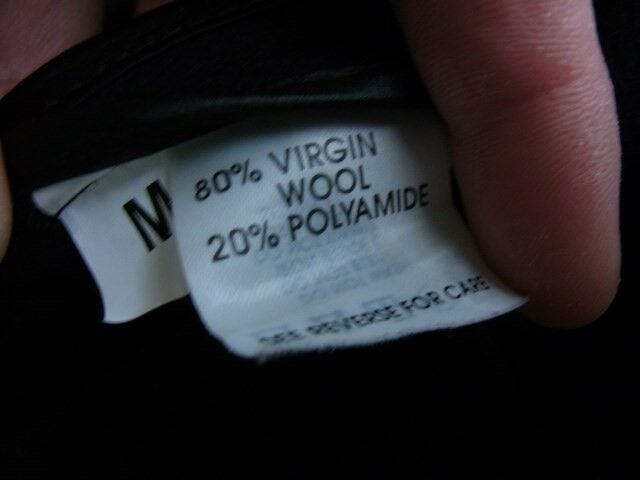 M
80% VIRGIN
WOOL
20% POLYAMIDE
SEE REVERSE FOR CARE